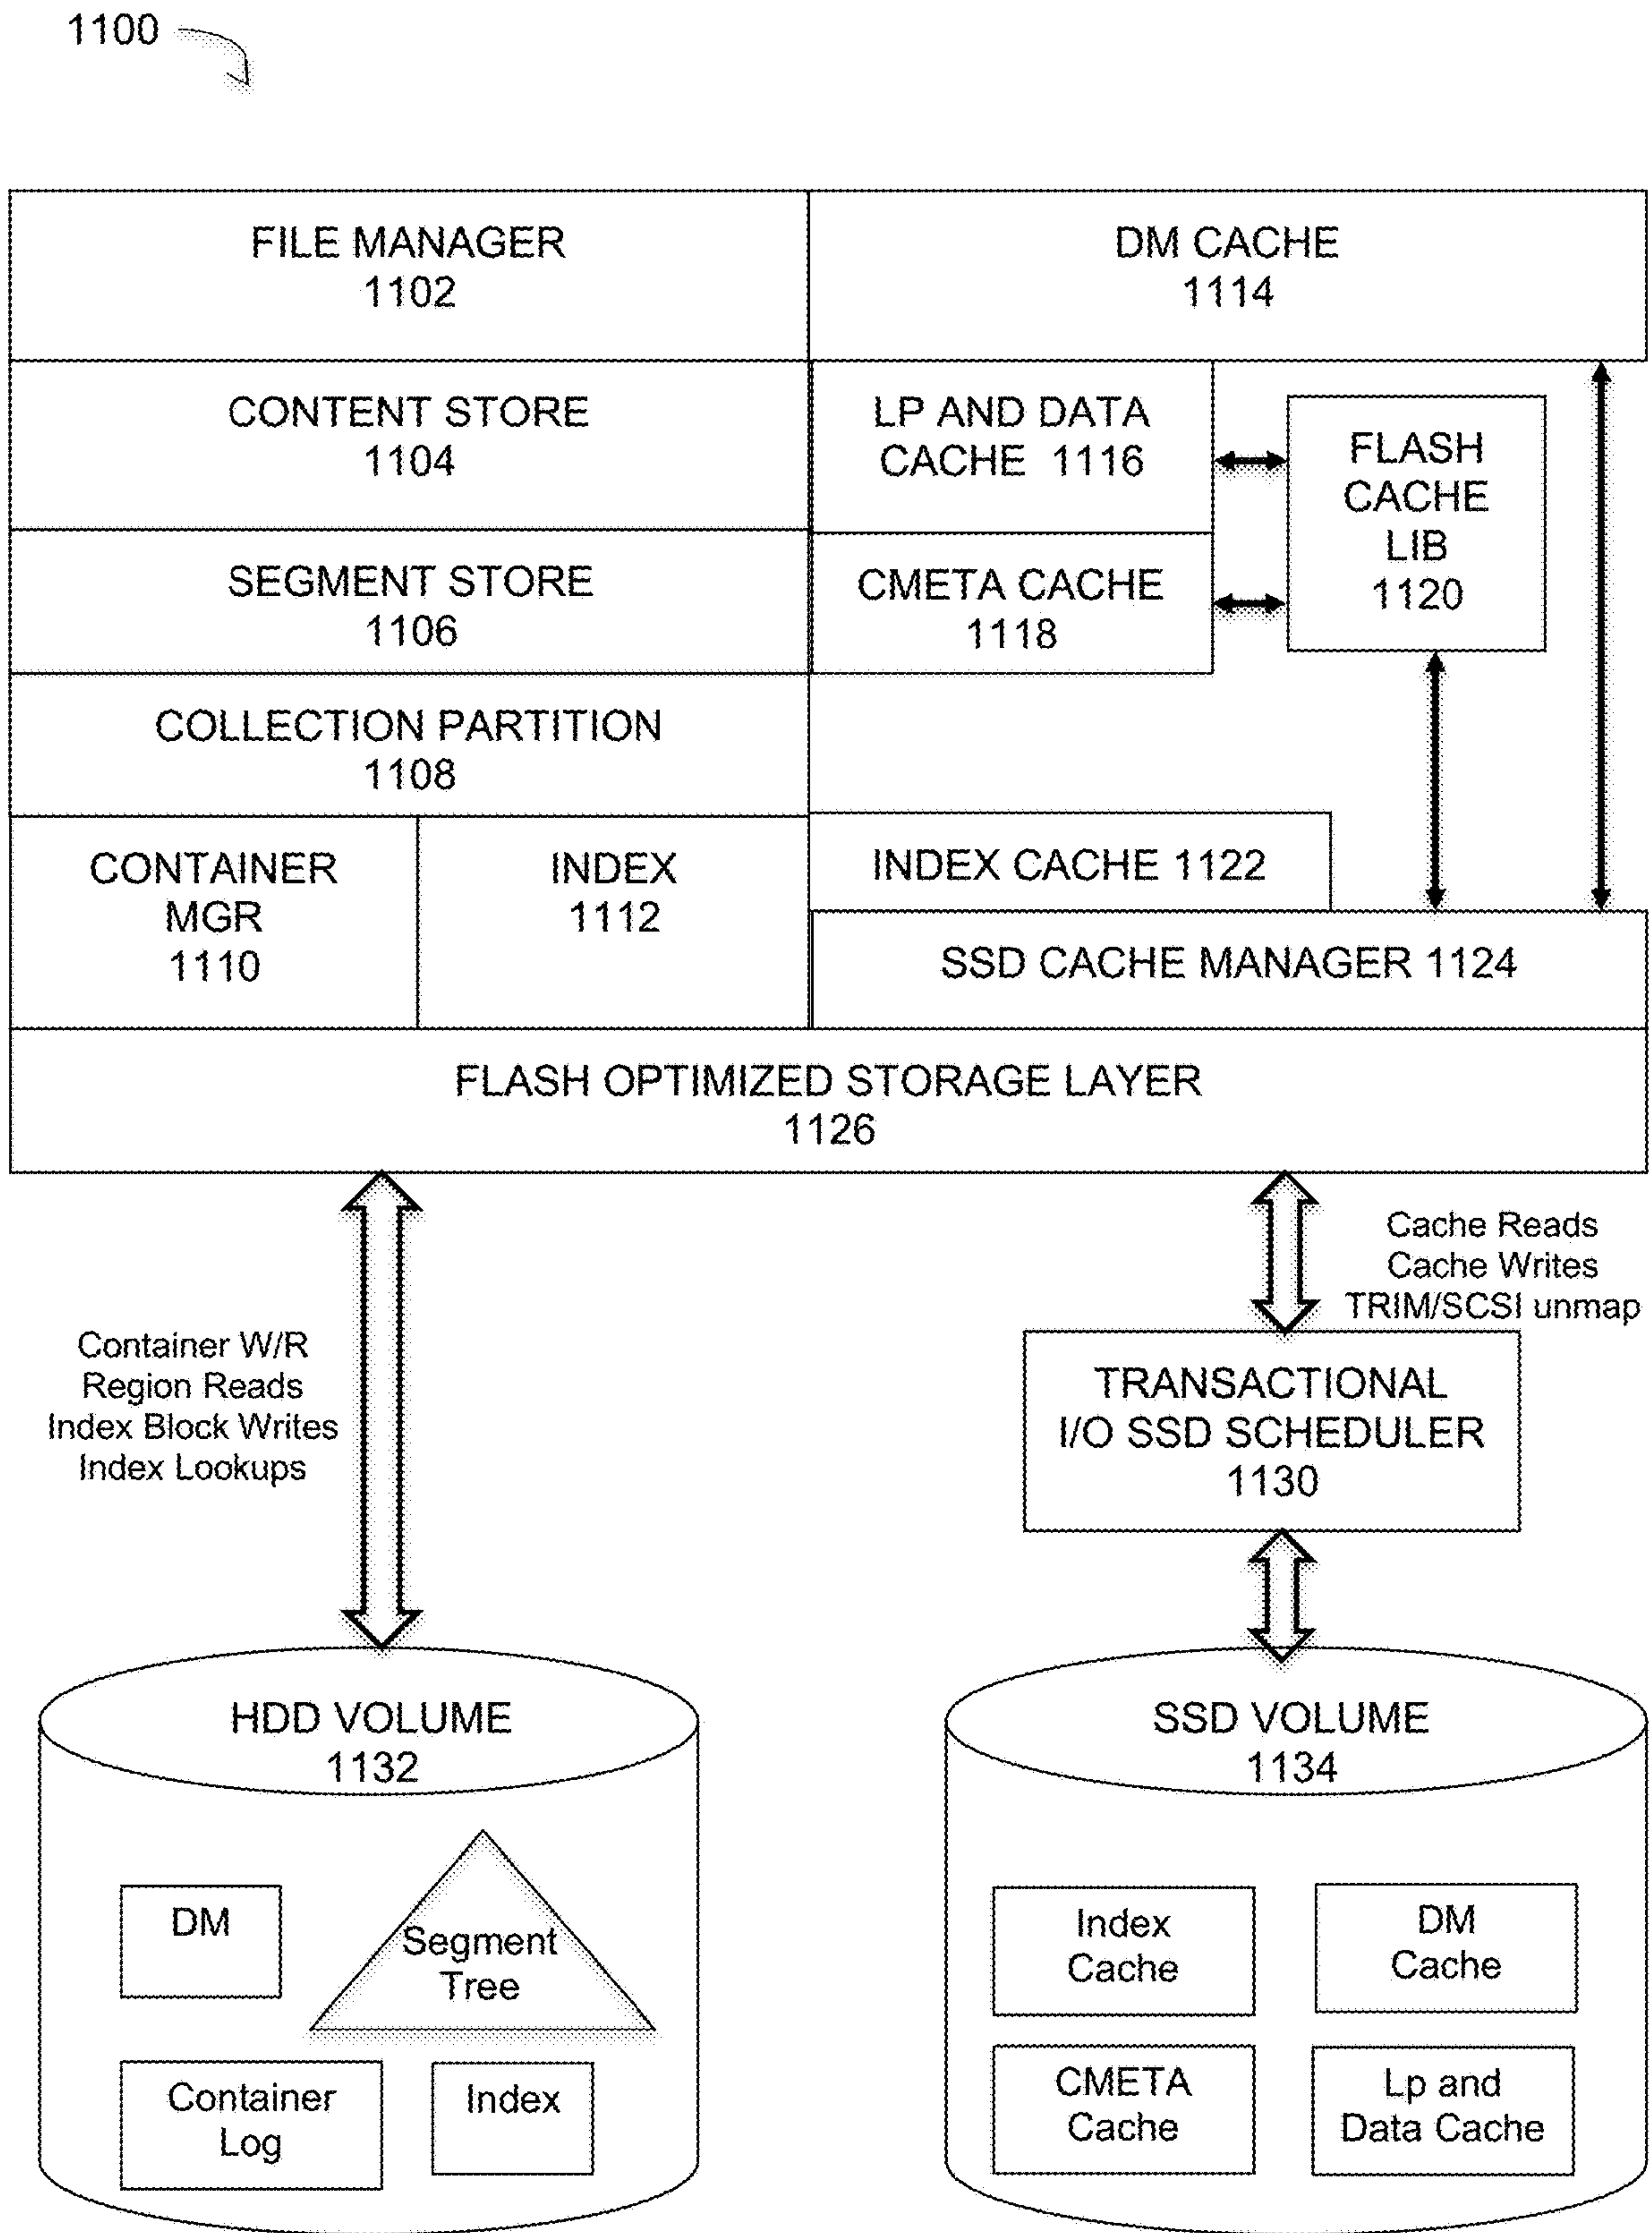 1100
FILE MANAGER
1102
DM CACHE
1114
CONTENT STORE
1104
LP AND DATA
CACHE 1116
FLASH
CACHE
LIB
1120
SEGMENT STORE
1106
CMETA CACHE
1118
COLLECTION PARTITION
1108
CONTAINER
MGR
1110
INDEX
1112
INDEX CACHE 1122
SSD CACHE MANAGER 1124
FLASH OPTIMIZED STORAGE LAYER
1126
Container W/R
Region Reads
Index Block Writes
Index Lookups
Cache Reads
Cache Writes
TRIM/SCSI unmap
TRANSACTIONAL
I/O SSD SCHEDULER
1130
HDD VOLUME
1132
DM
Segment
Tree
Container
Log
Index
SSD VOLUME
1134
Index
Cache
DM
Cache
CMETA
Cache
Lp and
Data Cache